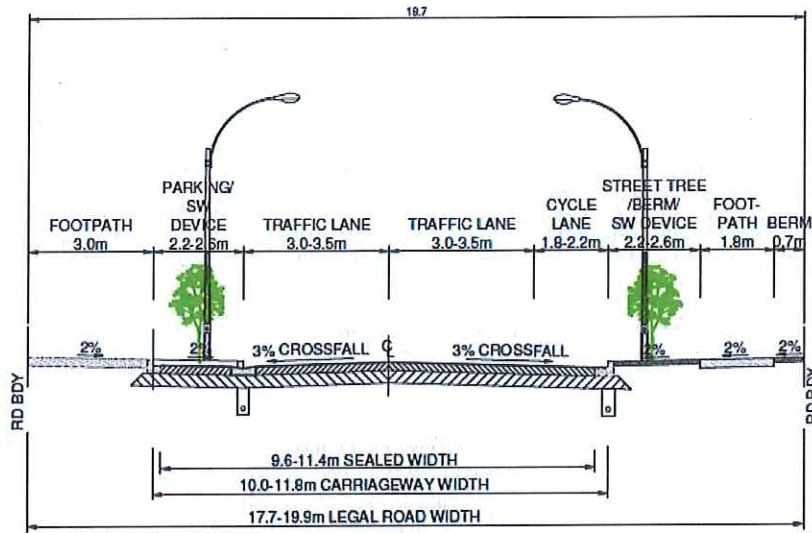 18.7
FOOTPATH
3.0m
PARKING/
SW
DEVICE
2.2-2.6m
TRAFFIC LANE
3.0-3.5m
TRAFFIC LANE
3.0-3.5m
CYCLE
LANE
1.8-2.2m
STREET TREE
/BERM/
SW DEVICE
2.2-2.6m
FOOT-
PATH
1.8m
BERM
0.7m
2%
2%
3% CROSSFALL
CL
3% CROSSFALL
2%
2%
2%
RD BDY
RD BDY
9.6-11.4m SEALED WIDTH
10.0-11.8m CARRIAGEWAY WIDTH
17.7-19.9m LEGAL ROAD WIDTH